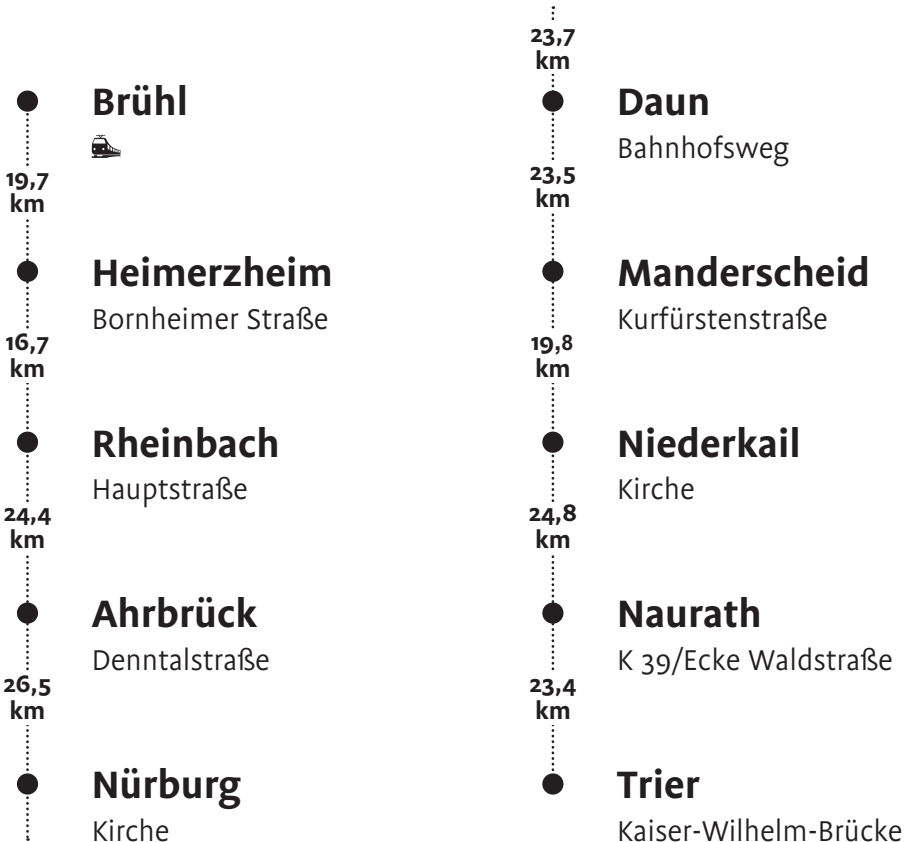 Brühl
19,7
km
Heimerzheim
Bornheimer Straße
16,7
km
Rheinbach
Hauptstraße
24,4
km
Ahrbrück
Denntalstraße
26,5
km
Nürburg
Kirche
23,7
km
Daun
Bahnhofsweg
23,5
km
Manderscheid
Kurfürstenstraße
19,8
km
Niederkail
Kirche
24,8
km
Naurath
K 39/Ecke Waldstraße
23,4
km
Trier
Kaiser-Wilhelm-Brücke